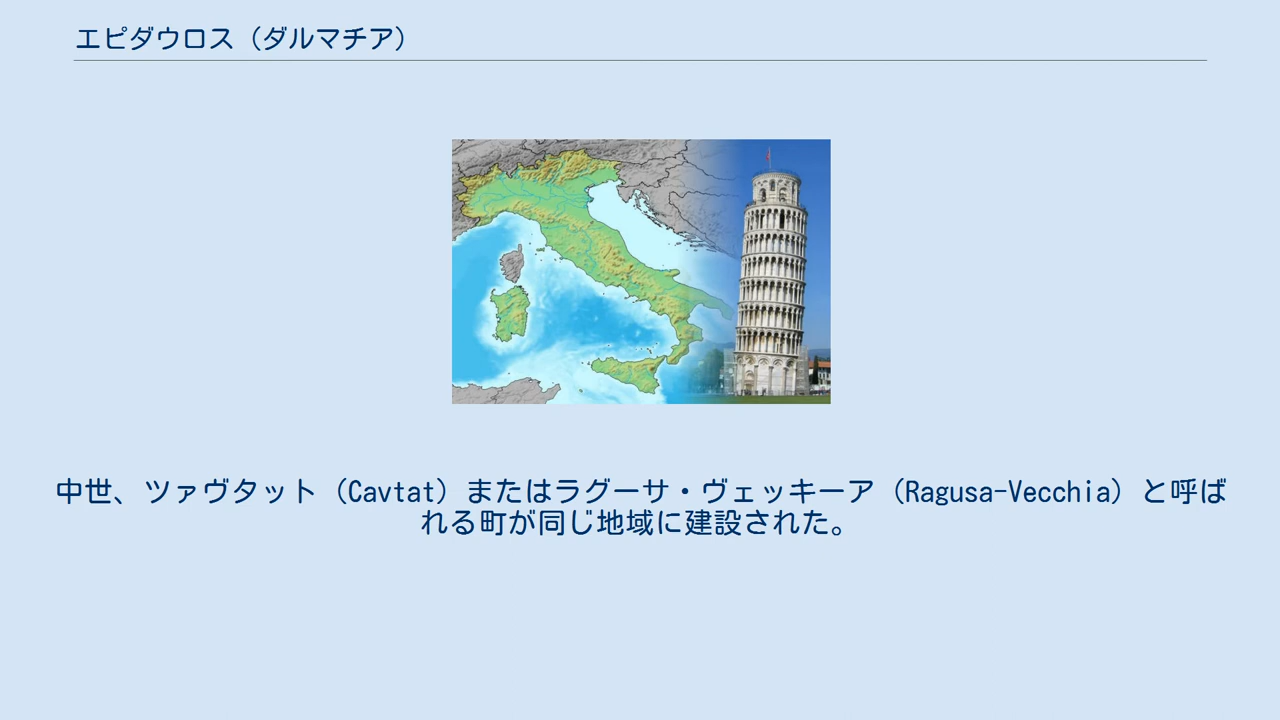 エピダウロス（ダルマチア）
中世、ツァヴタット（Cavtat）またはラグーサ・ヴェッキーア（Ragusa-Vecchia）と呼ば
れる町が同じ地域に建設された。